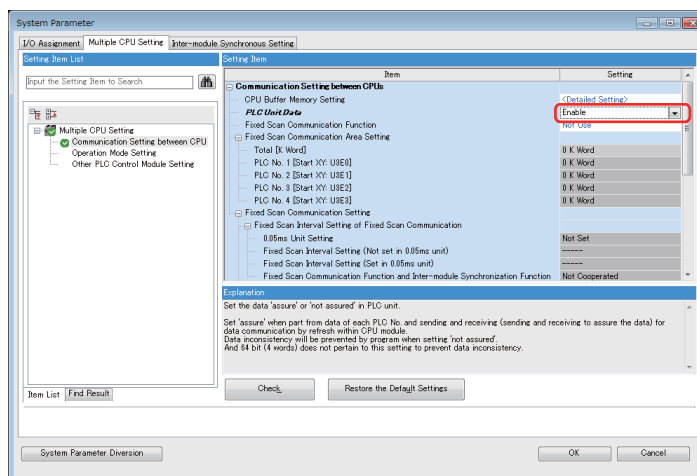 System Parameter
I/O Assignment Multiple CPU Setting Inter-module Synchronous Setting
Setting Item List
Input the Setting Item to Search
Multiple CPU Setting
Communication Setting between CPU
Operation Mode Setting
Other PLC Control Module Setting
Item List Find Result
Setting Item
Item Setting
Communication Setting between CPUs
CPU Buffer Memory Setting <Detailed Setting>
PLC Unit Data Enable
Fixed Scan Communication Function Not Use
Fixed Scan Communication Area Setting
Total [K Word] 0 K Word
PLC No. 1 [Start XY: U3E0] 0 K Word
PLC No. 2 [Start XY: U3E1] 0 K Word
PLC No. 3 [Start XY: U3E2] 0 K Word
PLC No. 4 [Start XY: U3E3] 0 K Word
Fixed Scan Communication Setting
Fixed Scan Interval Setting of Fixed Scan Communication
0.05ms Unit Setting Not Set
Fixed Scan Interval Setting (Not set in 0.05ms unit) -----
Fixed Scan Interval Setting (Set in 0.05ms unit) -----
Fixed Scan Communication Function and Inter-module Synchronization Function Not Cooperated
Explanation
Set the data 'assure' or 'not assured' in PLC unit.
Set 'assure' when part from data of each PLC No. and sending and receiving (sending and receiving to assure the data) for
data communication by refresh within CPU module.
Data inconsistency will be prevented by program when setting 'not assured'.
And 64 bit (4 words) does not pertain to this setting to prevent data inconsistency.
Check Restore the Default Settings
System Parameter Diversion OK Cancel